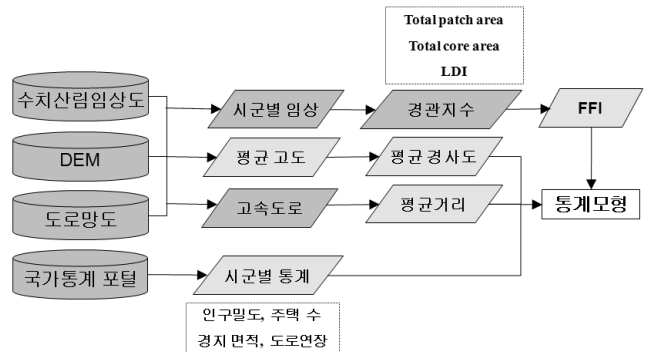 Total patch area
Total core area
LDI
수치산림임상도
시군별 임상
경관지수
FFI
DEM
평균 고도
평균 경사도
도로망도
고속도로
평균거리
통계모형
국가통계 포털
시군별 통계
인구밀도, 주택 수
경지 면적, 도로연장